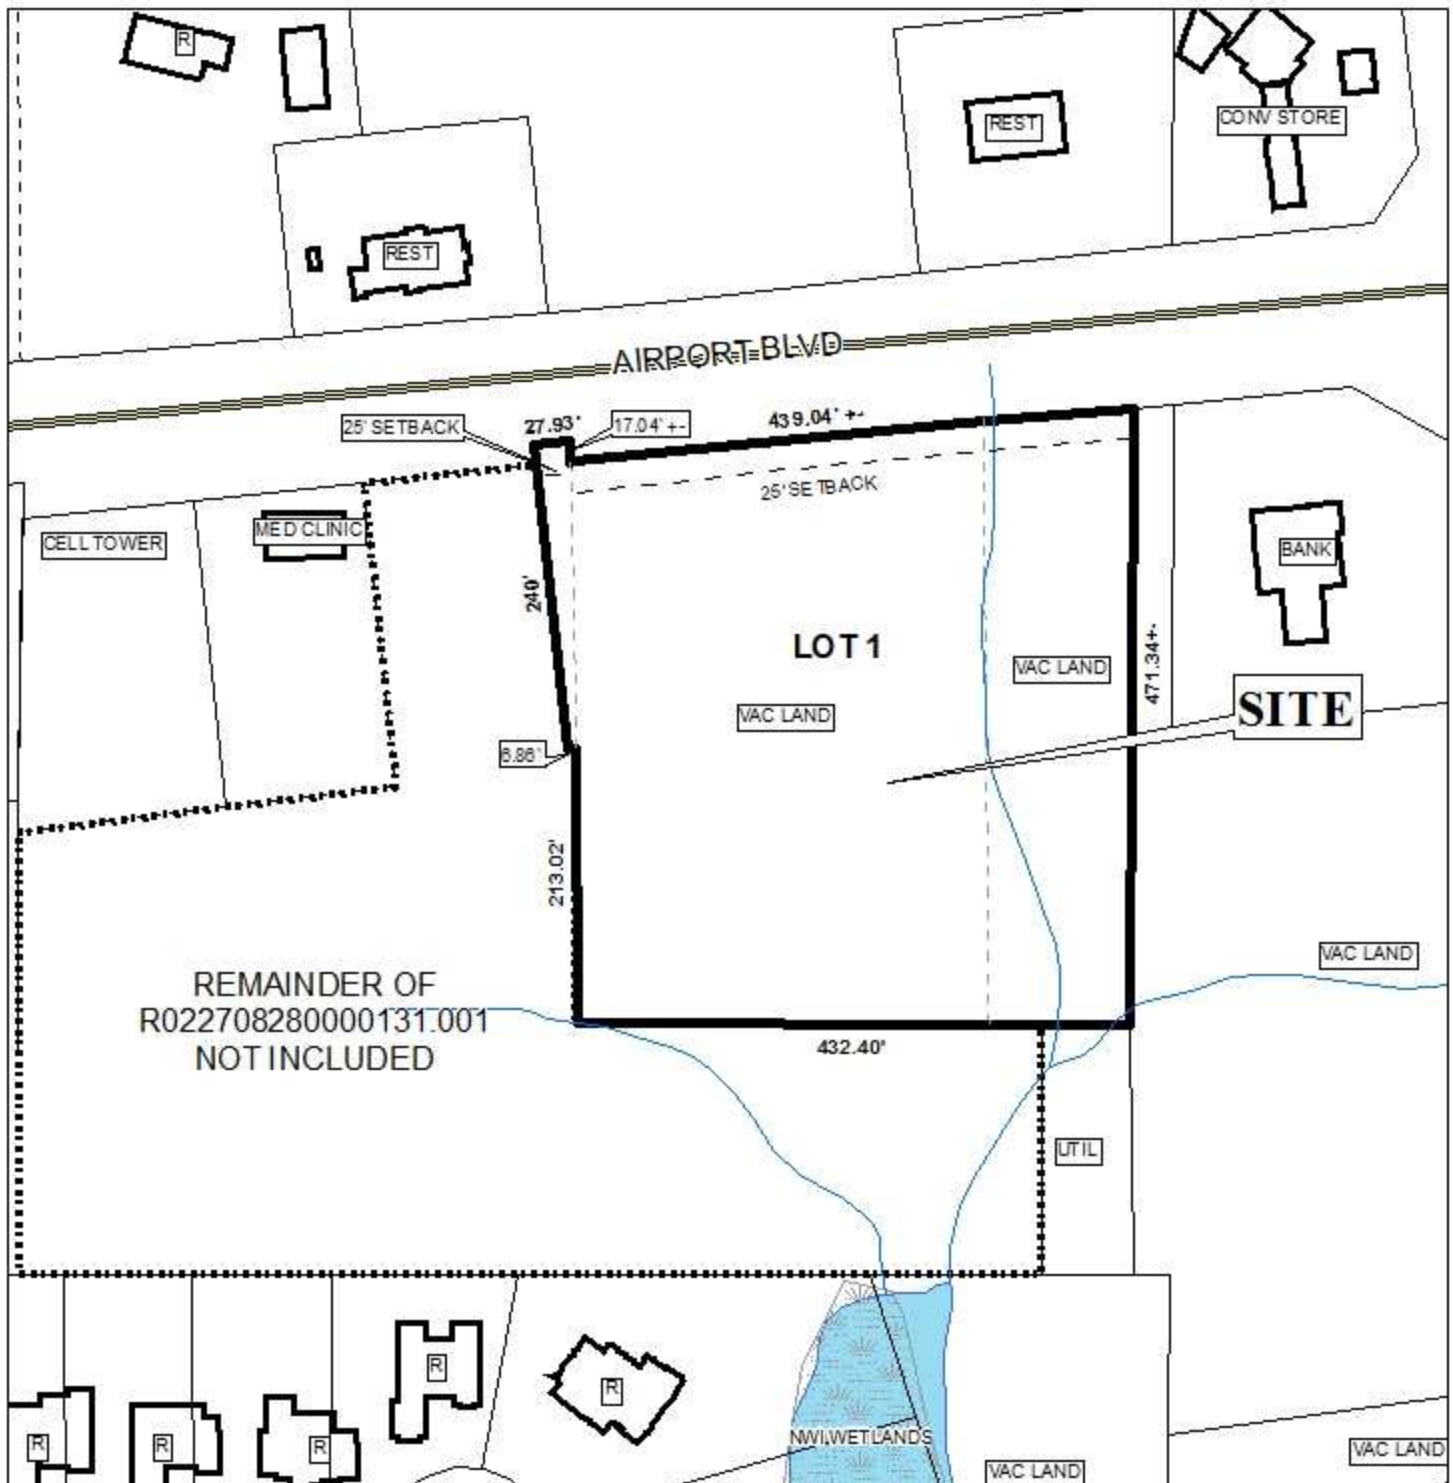 R
REST
CONV STORE
REST
AIRPORT BLVD
25' SETBACK
27.93'
17.04' +-
439.04' +-
25' SETBACK
CELL TOWER
MED CLINIC
BANK
240'
LOT 1
VAC LAND
471.34+-
SITE
VAC LAND
6.86'
213.02'
VAC LAND
REMAINDER OF
R022708280000131.001
NOT INCLUDED
432.40'
UTIL
R
R
R
R
R
NWI WETLANDS
VAC LAND
VAC LAND